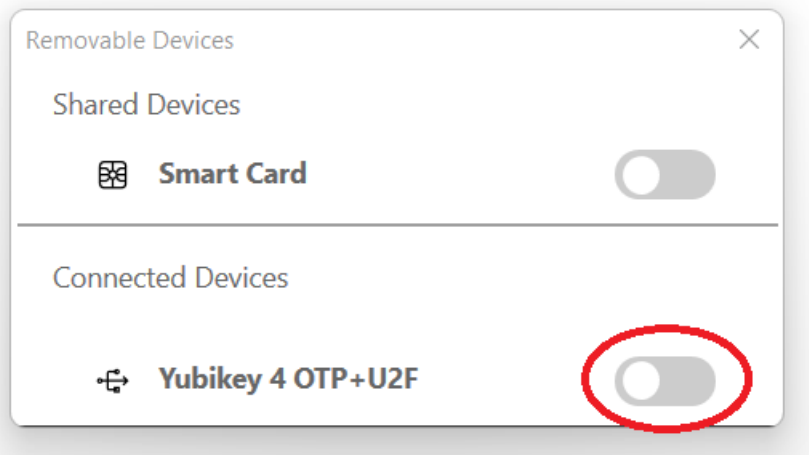 Removable Devices
Shared Devices
Smart Card
Connected Devices
Yubikey 4 OTP+U2F